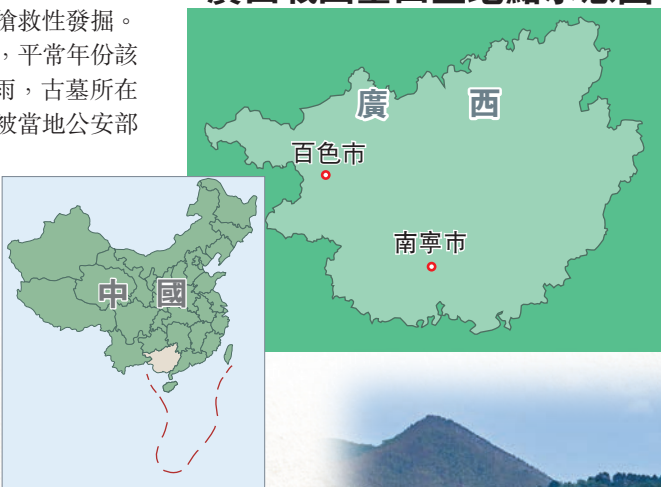 搶救性發掘。
，平常年份該
雨，古墓所在
被當地公安部
廣西
百色市
南寧市
中國